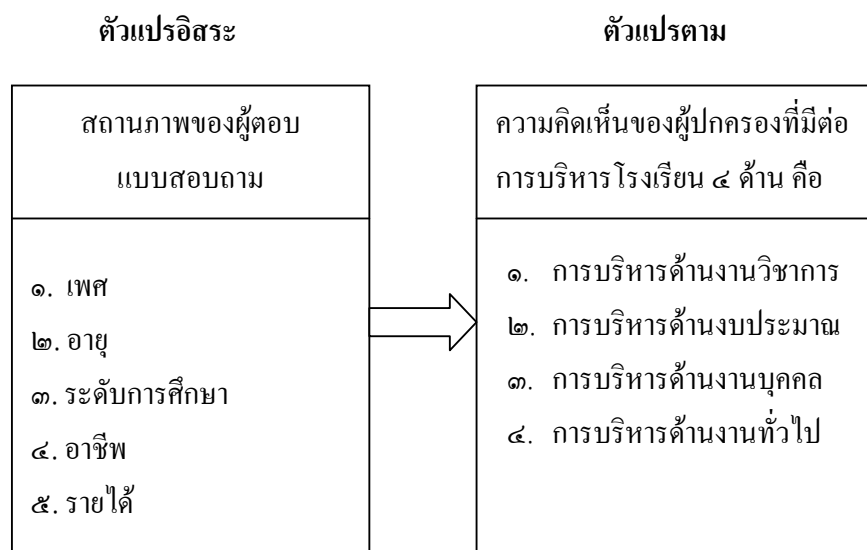 ตัวแปรอิสระ
สถานภาพของผู้ตอบ
แบบสอบถาม
๑. เพศ
๒. อายุ
๓. ระดับการศึกษา
๔. อาชีพ
๕. รายได้
ตัวแปรตาม
ความคิดเห็นของผู้ปกครองที่มีต่อ
การบริหารโรงเรียน ๔ ด้าน คือ
๑. การบริหารด้านงานวิชาการ
๒. การบริหารด้านงบประมาณ
๓. การบริหารด้านงานบุคคล
๔. การบริหารด้านงานทั่วไป